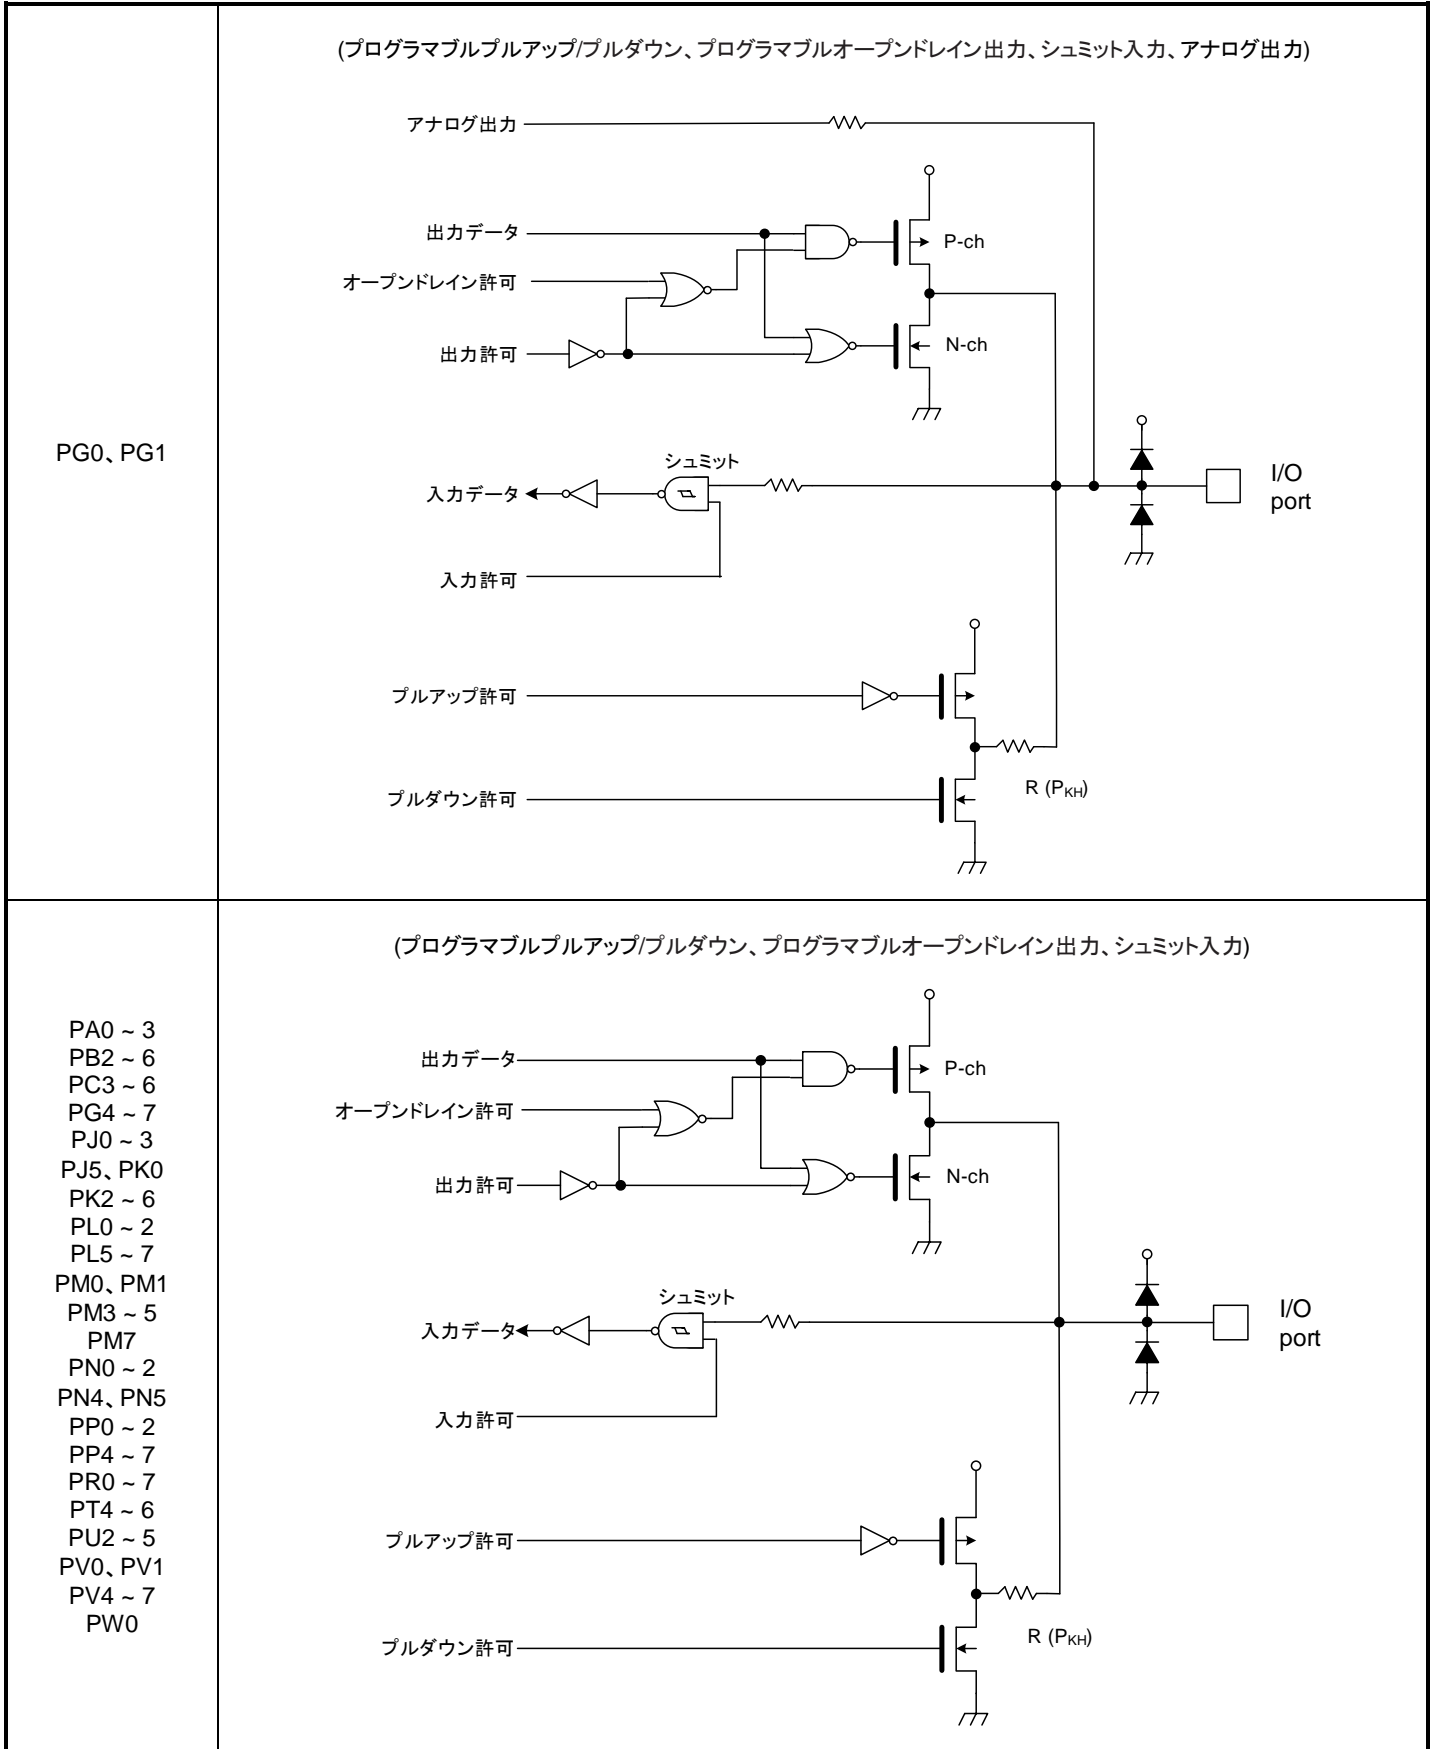 (プログラマブルプルアップ/プルダウン、プログラマブルオープンドレイン出力、シュミット入力、アナログ出力)
アナログ出力
出力データ
P-ch
オープンドレイン許可
N-ch
出力許可
PG0、PG1
シュミット
入力データ
I/O
port
入力許可
プルアップ許可
R (PKH)
プルダウン許可
(プログラマブルプルアップ/プルダウン、プログラマブルオープンドレイン出力、シュミット入力)
PA0 ~ 3
PB2 ~ 6
PC3 ~ 6
PG4 ~ 7
PJ0 ~ 3
PJ5、PK0
PK2 ~ 6
PL0 ~ 2
PL5 ~ 7
PM0、PM1
PM3 ~ 5
PM7
PN0 ~ 2
PN4、PN5
PP0 ~ 2
PP4 ~ 7
PR0 ~ 7
PT4 ~ 6
PU2 ~ 5
PV0、PV1
PV4 ~ 7
PW0
出力データ
P-ch
オープンドレイン許可
N-ch
出力許可
シュミット
入力データ
I/O
port
入力許可
プルアップ許可
R (PKH)
プルダウン許可